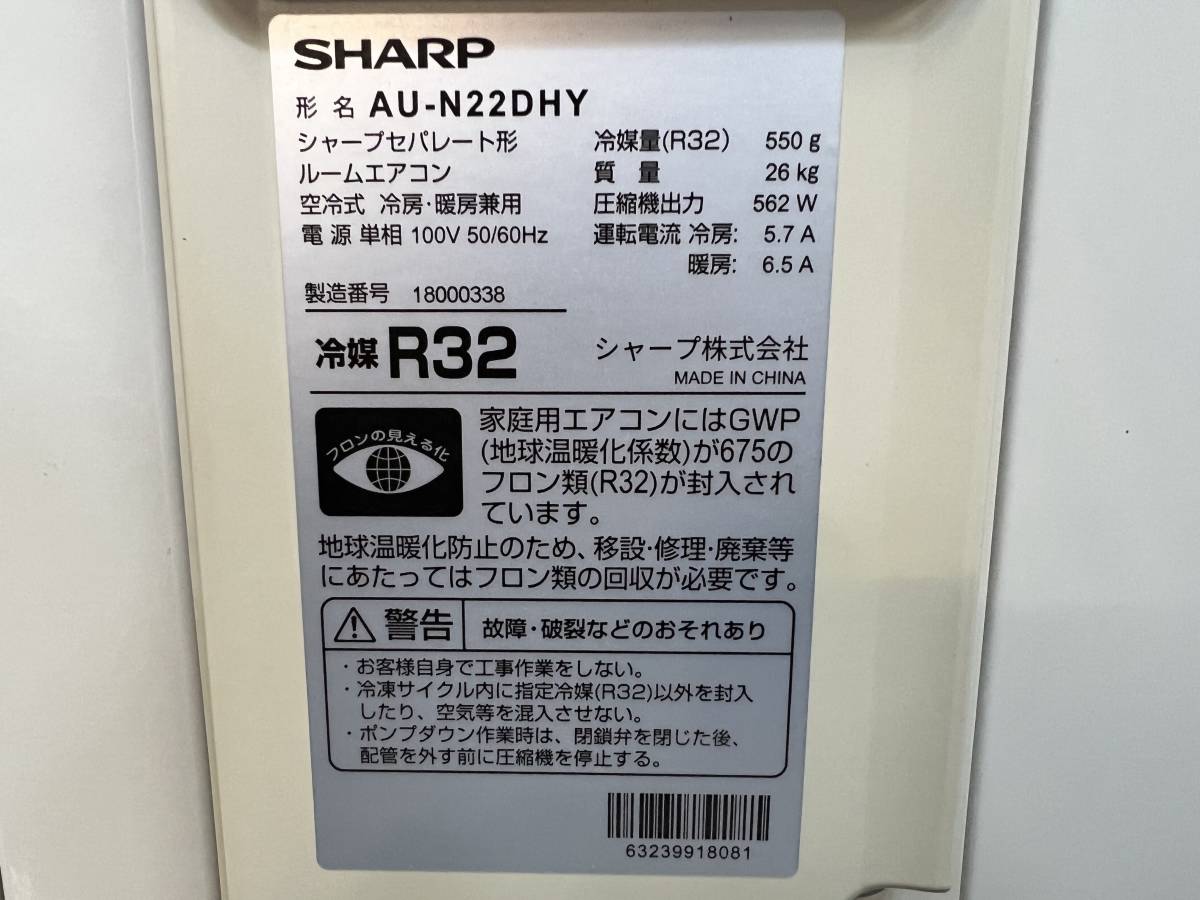 SHARP
形名 AU-N22DHY
シャープセパレート形
ルームエアコン
空冷式 冷房・暖房兼用
電源 単相 100V 50/60Hz
冷媒量(R32) 550 g
質量 26 kg
圧縮機出力 562 W
運転電流 冷房: 5.7 A
暖房: 6.5 A
製造番号 18000338
冷媒 R32
シャープ株式会社
MADE IN CHINA
フロンの見える化
家庭用エアコンにはGWP
(地球温暖化係数)が675の
フロン類(R32)が封入され
ています。
地球温暖化防止のため、移設・修理・廃棄等
にあたってはフロン類の回収が必要です。
警告 故障・破裂などのおそれあり
・お客様自身で工事作業をしない。
・冷凍サイクル内に指定冷媒(R32)以外を封入
したり、空気等を混入させない。
・ポンプダウン作業時は、閉鎖弁を閉じた後、
配管を外す前に圧縮機を停止する。
63239918081